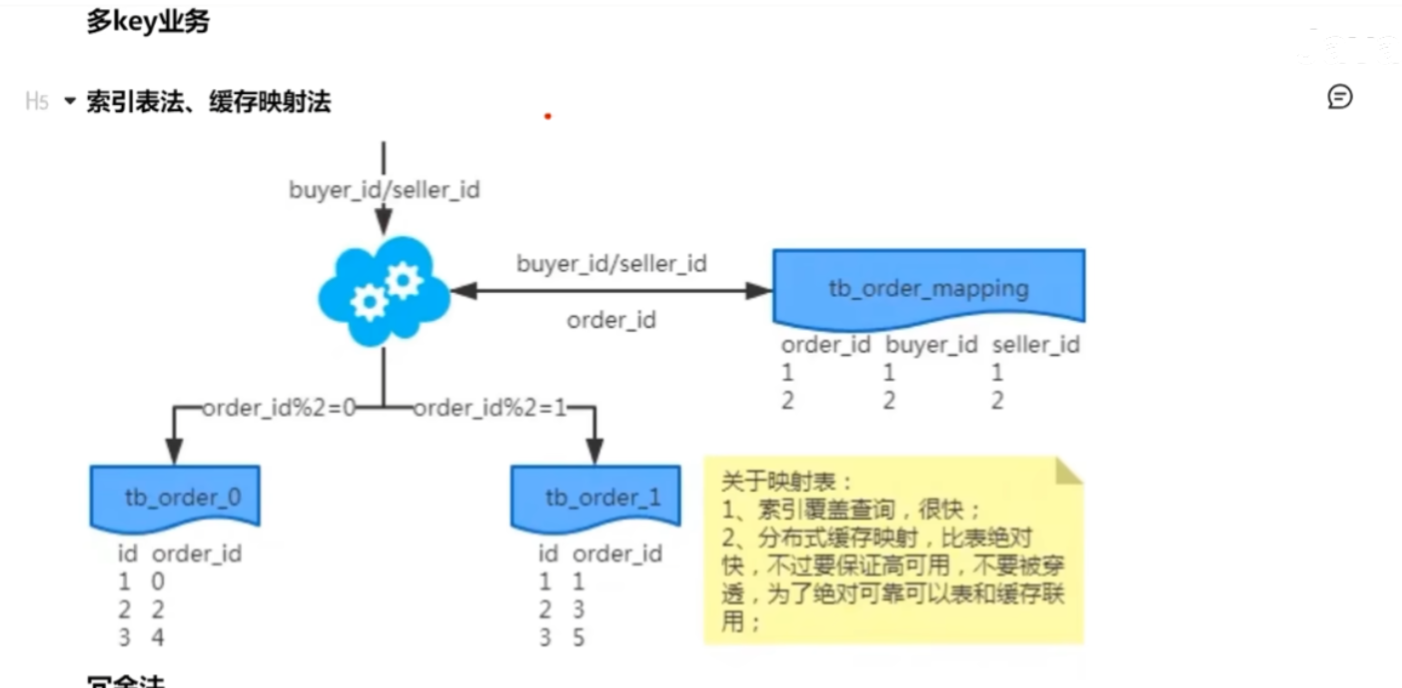 多key业务
Java
H5 索引表法、缓存映射法
buyer_id/seller_id
buyer_id/seller_id
order_id
tb_order_mapping
order_id buyer_id seller_id
1 1 1
2 2 2
order_id%2=0
order_id%2=1
tb_order_0
id order_id
1 0
2 2
3 4
tb_order_1
id order_id
1 1
2 3
3 5
关于映射表：
1、索引覆盖查询，很快；
2、分布式缓存映射，比表绝对
快，不过要保证高可用，不要被穿
透，为了绝对可靠可以表和缓存联
用；
冗余法